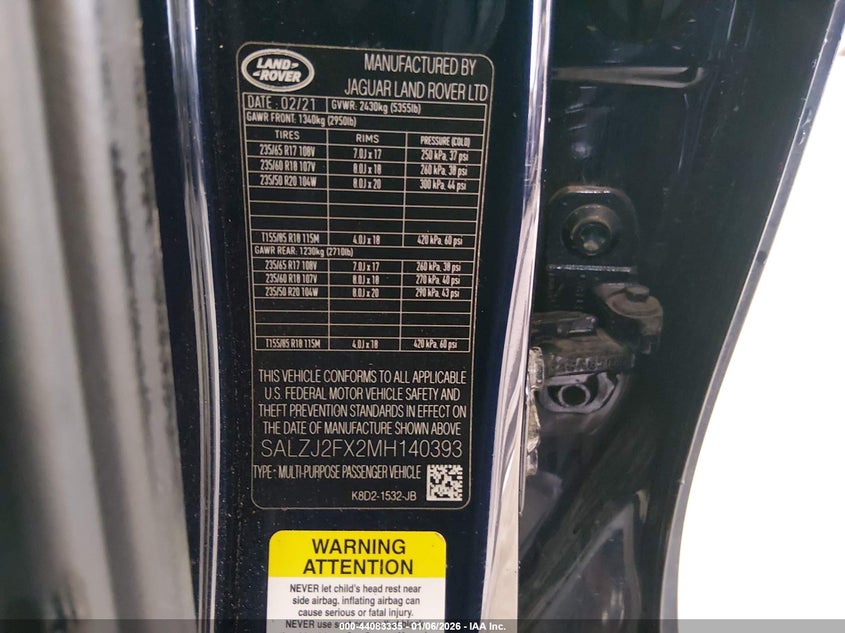 LAND-
-ROVER
MANUFACTURED BY
JAGUAR LAND ROVER LTD
DATE : 02/21 GVWR: 2430kg (5355lb)
GAWR FRONT: 1340kg (2950lb)
TIRES RIMS PRESSURE (COLD)
235/65 R17 108V 7.0J x 17 250 kPa, 37 psi
235/60 R18 107V 8.0J x 18 260 kPa, 38 psi
235/50 R20 104W 8.0J x 20 300 kPa, 44 psi
T155/85 R18 115M 4.0J x 18 420 kPa, 60 psi
GAWR REAR: 1230kg (2710lb)
235/65 R17 108V 7.0J x 17 260 kPa, 38 psi
235/60 R18 107V 8.0J x 18 270 kPa, 40 psi
235/50 R20 104W 8.0J x 20 290 kPa, 43 psi
T155/85 R18 115M 4.0J x 18 420 kPa, 60 psi
THIS VEHICLE CONFORMS TO ALL APPLICABLE
U.S. FEDERAL MOTOR VEHICLE SAFETY AND
THEFT PREVENTION STANDARDS IN EFFECT ON
THE DATE OF MANUFACTURE SHOWN ABOVE
SALZJ2FX2MH140393
TYPE - MULTI-PURPOSE PASSENGER VEHICLE
K8D2-1532-JB
WARNING
ATTENTION
NEVER let child's head rest near
side airbag. inflating airbag can
cause serious or fatal injury.
NEVER use
000-44083335 - 01/06/2026 - IAA Inc.